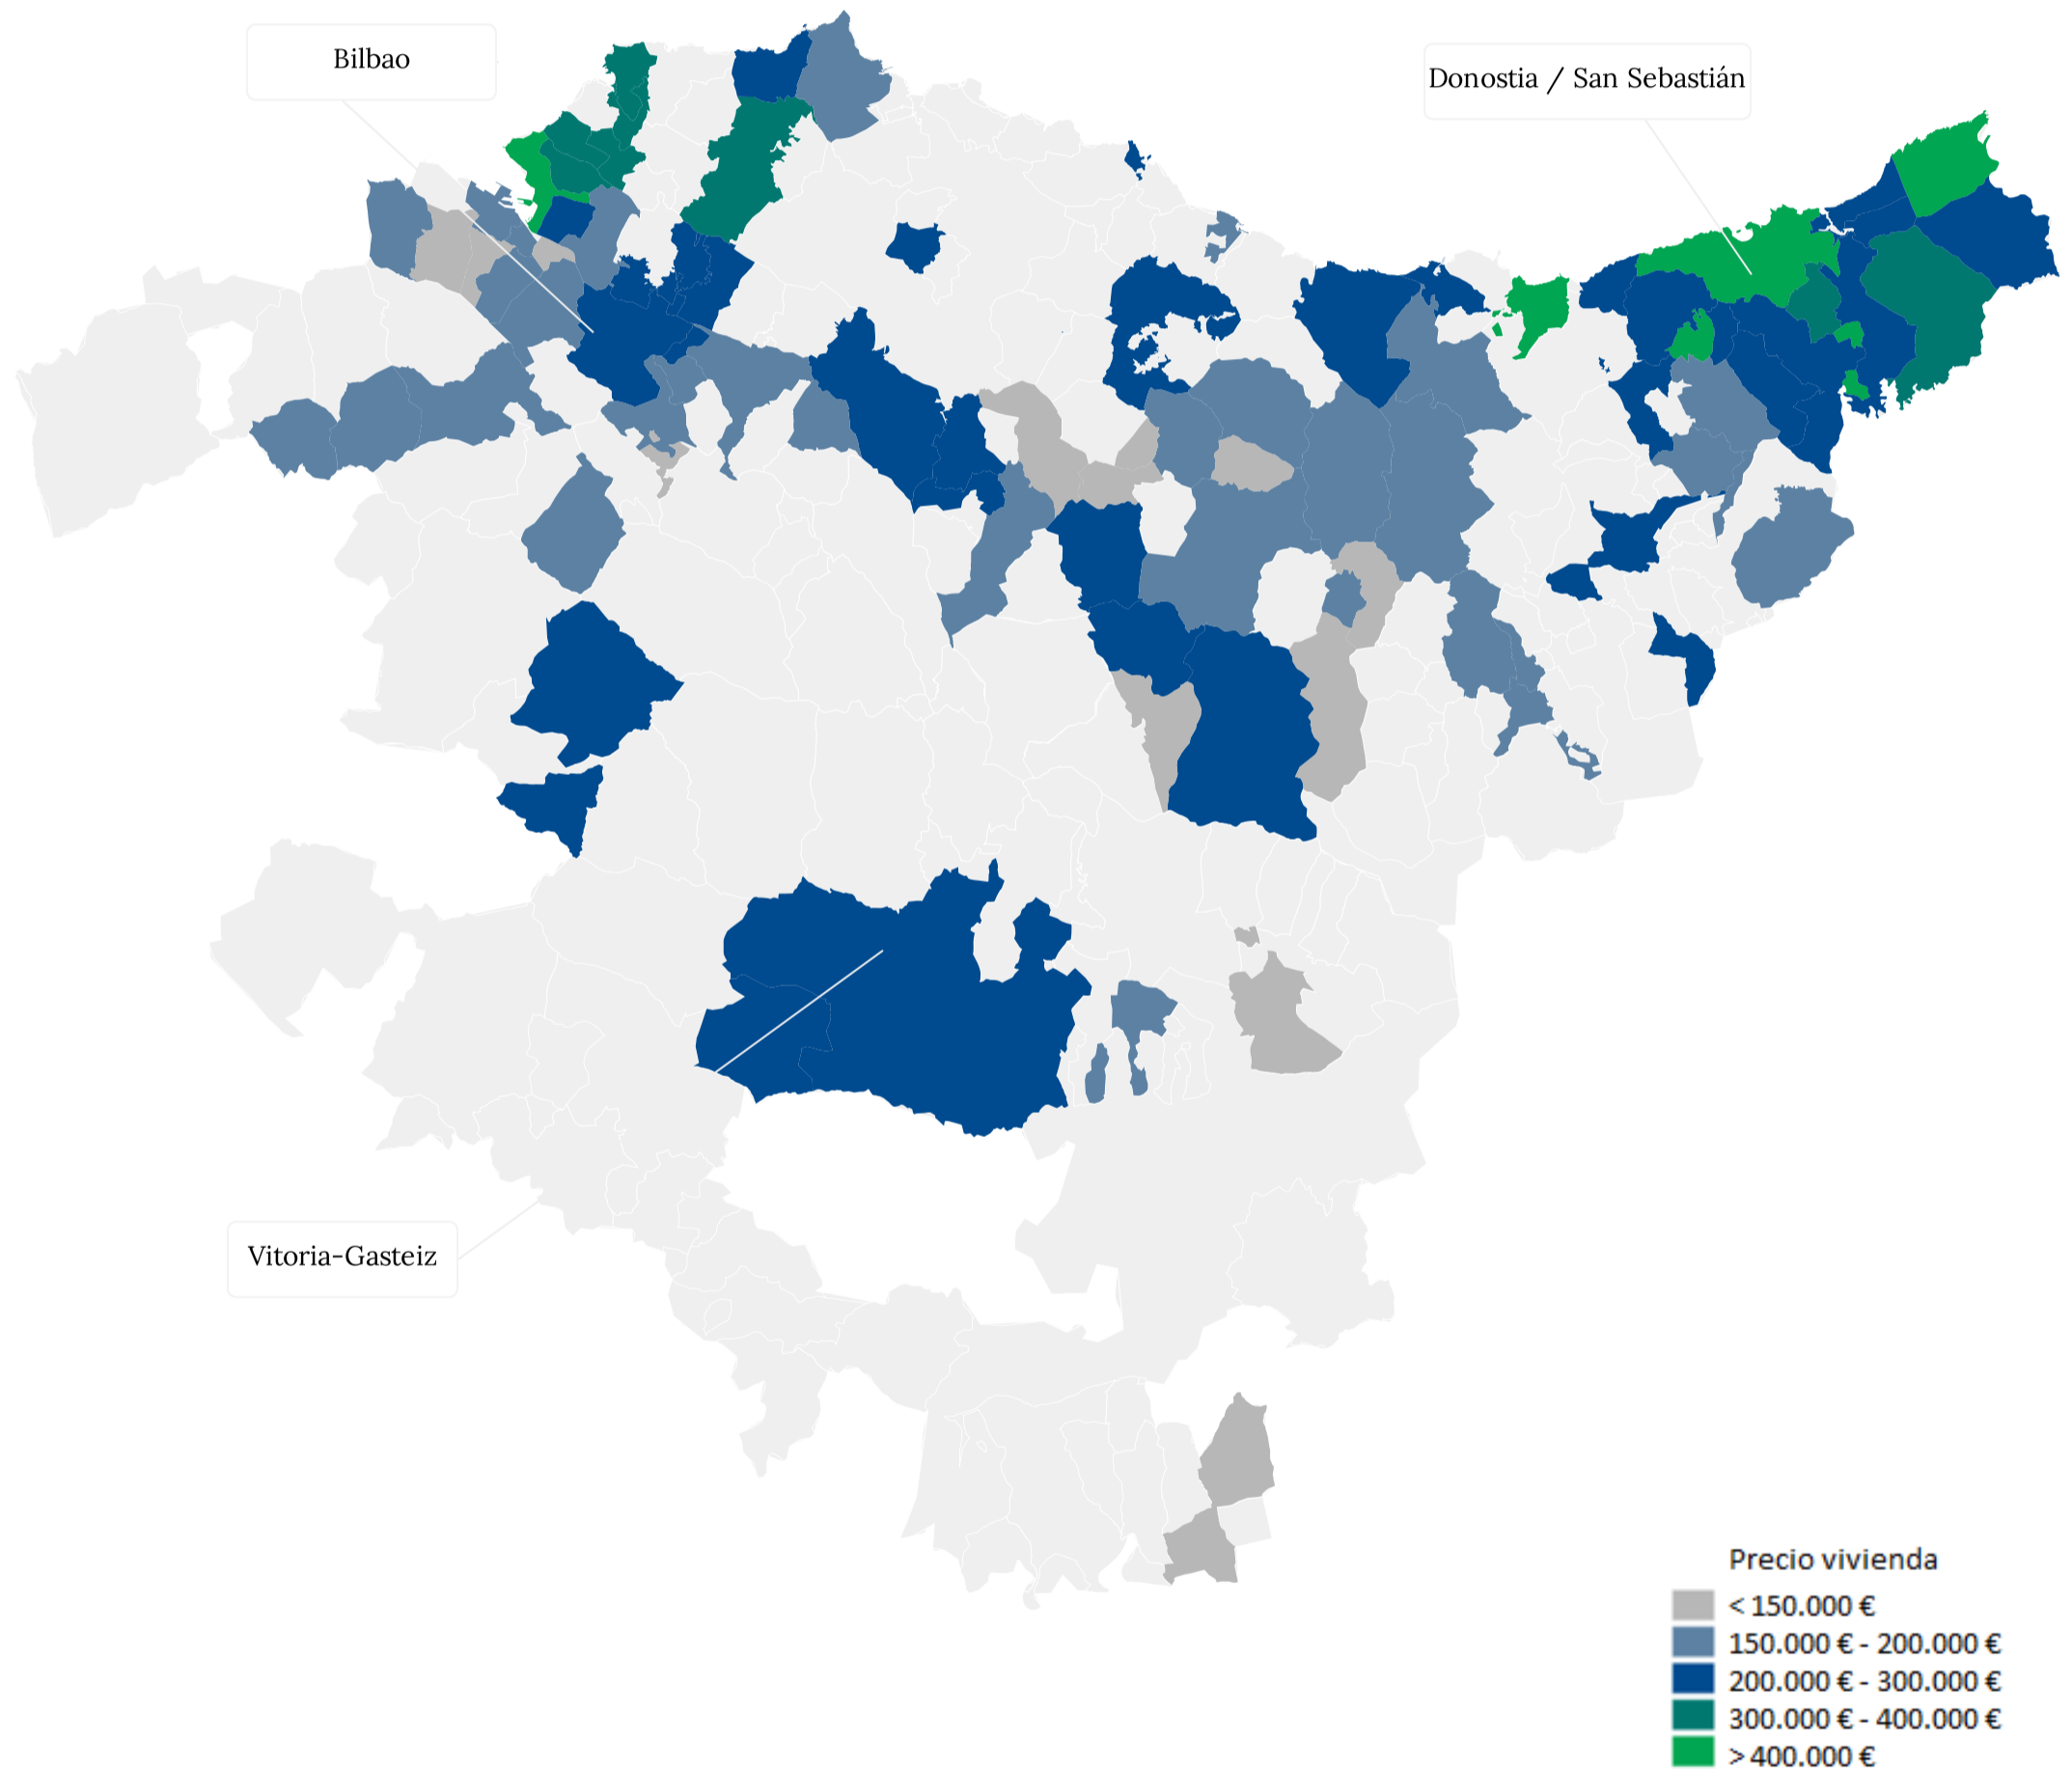 Bilbao
Donostia / San Sebastián
Vitoria-Gasteiz
Precio vivienda
< 150.000 €
150.000 € - 200.000 €
200.000 € - 300.000 €
300.000 € - 400.000 €
> 400.000 €